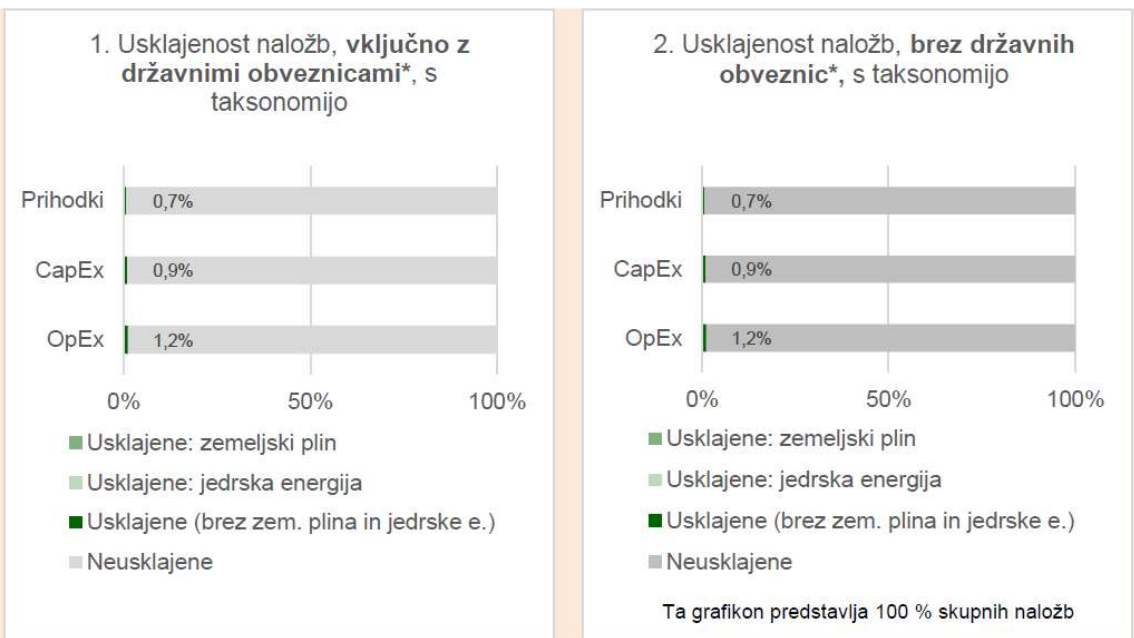 1. Usklajenost naložb, vključno z
državnimi obveznicami*, s
taksonomijo
Prihodki
0,7%
CapEx
0,9%
OpEx
1,2%
0%
50%
100%
Usklajene: zemeljski plin
Usklajene: jedrska energija
Usklajene (brez zem. plina in jedrske e.)
Neusklajene
2. Usklajenost naložb, brez državnih
obveznic*, s taksonomijo
Prihodki
0,7%
CapEx
0,9%
OpEx
1,2%
0%
50%
100%
Usklajene: zemeljski plin
Usklajene: jedrska energija
Usklajene (brez zem. plina in jedrske e.)
Neusklajene
Ta grafikon predstavlja 100 % skupnih naložb